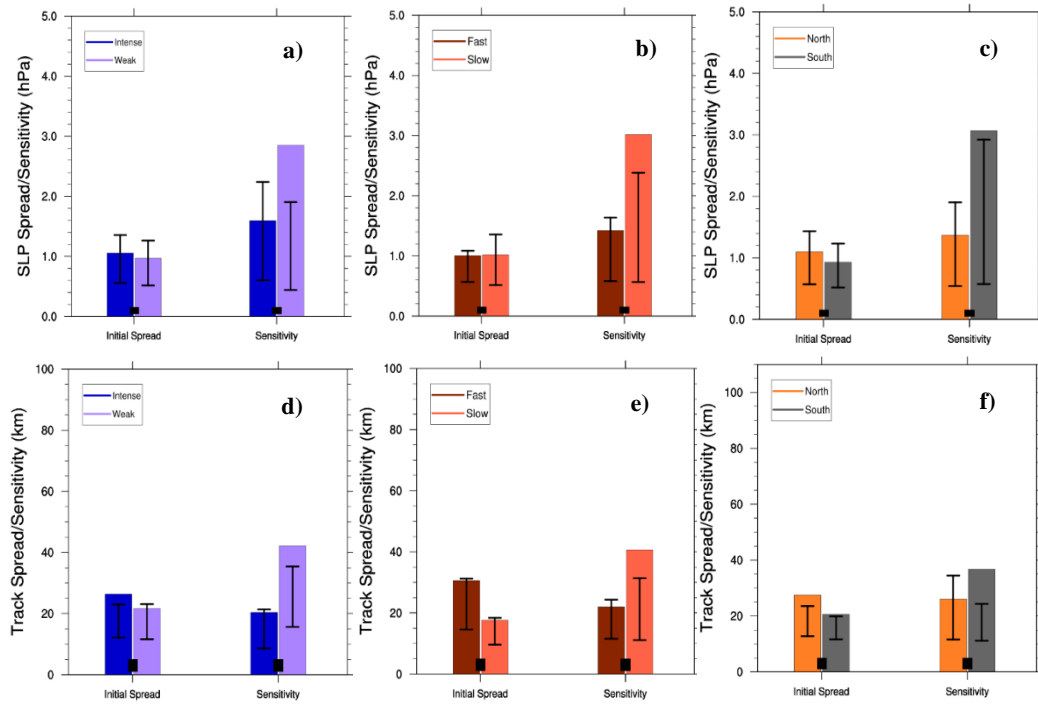 a)
Intense
Weak
SLP Spread/Sensitivity (hPa)
5.0
4.0
3.0
2.0
1.0
0.0
Initial Spread
Sensitivity
b)
Fast
Slow
SLP Spread/Sensitivity (hPa)
5.0
4.0
3.0
2.0
1.0
0.0
Initial Spread
Sensitivity
c)
North
South
SLP Spread/Sensitivity (hPa)
5.0
4.0
3.0
2.0
1.0
0.0
Initial Spread
Sensitivity
d)
Intense
Weak
Track Spread/Sensitivity (km)
100
80
60
40
20
0
Initial Spread
Sensitivity
e)
Fast
Slow
Track Spread/Sensitivity (km)
100
80
60
40
20
0
Initial Spread
Sensitivity
f)
North
South
Track Spread/Sensitivity (km)
100
80
60
40
20
0
Initial Spread
Sensitivity